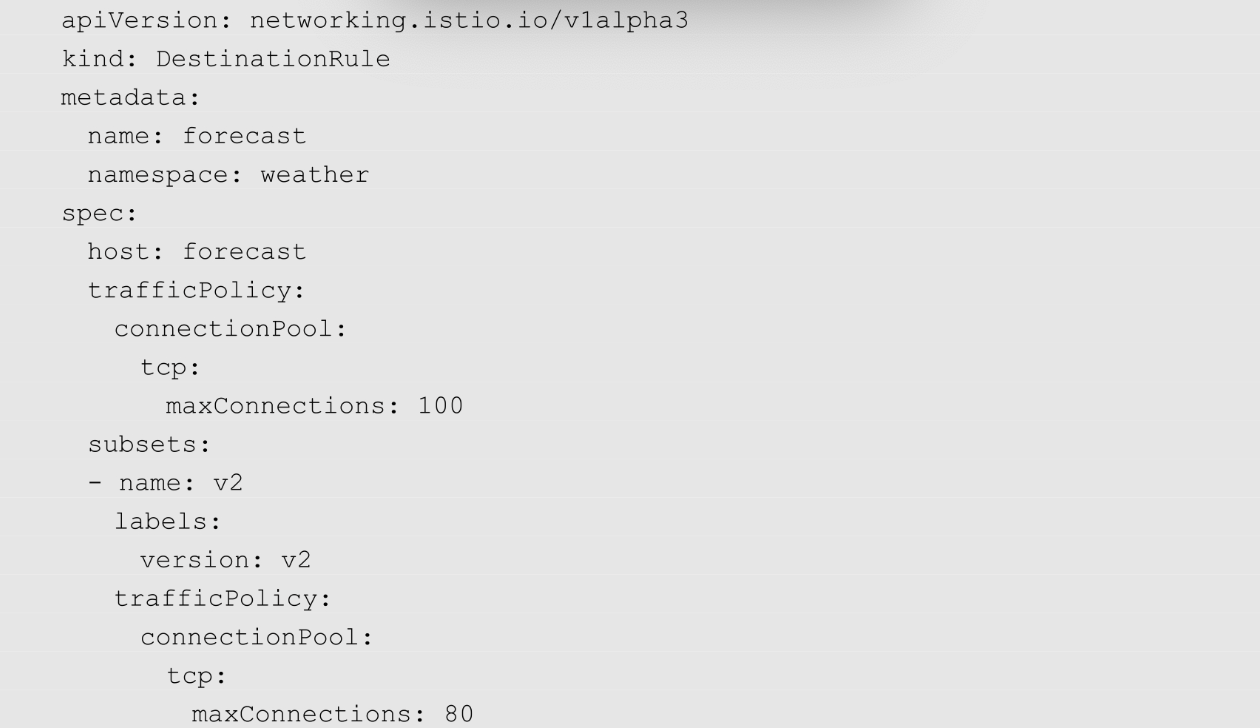 apiVersion: networking.istio.io/v1alpha3
kind: DestinationRule
metadata:
  name: forecast
  namespace: weather
spec:
  host: forecast
  trafficPolicy:
    connectionPool:
      tcp:
        maxConnections: 100
  subsets:
  - name: v2
    labels:
      version: v2
    trafficPolicy:
      connectionPool:
        tcp:
          maxConnections: 80